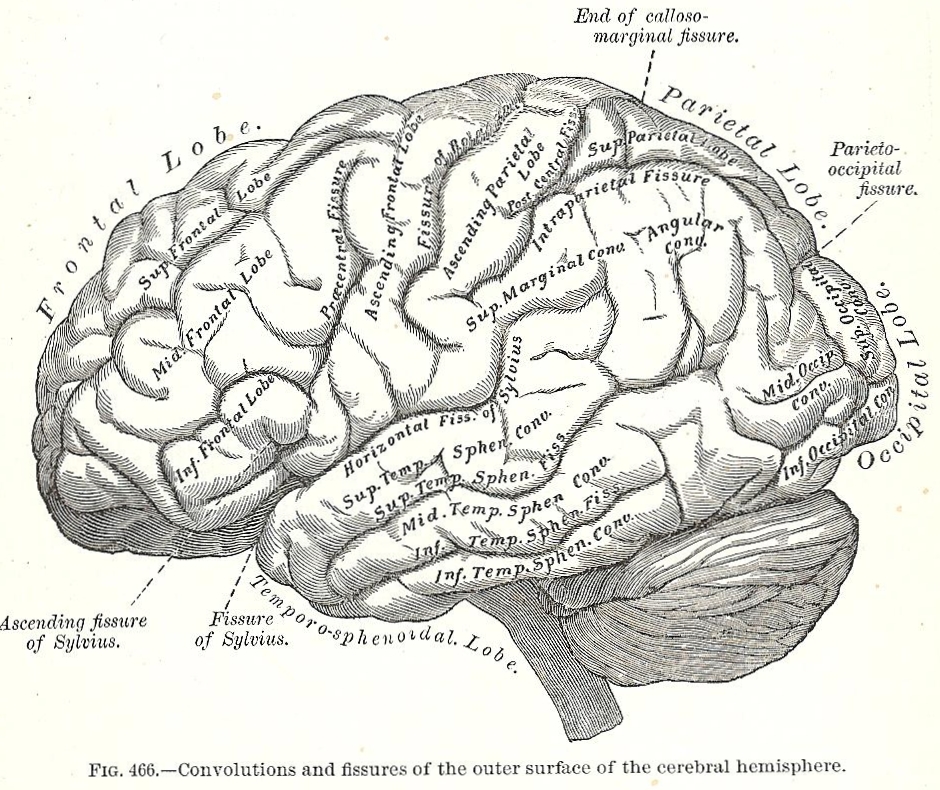 End of calloso-
marginal fissure.
Parietal Lobe.
Frontal Lobe.
Parieto-
occipital
fissure.
Sup. Parietal Lobe
Sup Frontal Lobe
Mid. Frontal Lobe
Inf. Frontal Lobe
Præcentral Fissure
Ascending Frontal Lobe
Fissure of Rolando
Ascending Parietal
Lobe
Post Central Fiss.
Intraparietal Fissure
Sup. Marginal Conv.
Angular
Conv.
Sup. Occipital
Conv.
Sup.
Mid. Occip.
Conv.
Inf. Occipital Con.
Occipital Lobe.
Horizontal Fiss. of Sylvius
Sup. Temp. Sphen. Conv.
Sup. Temp. Sphen. Fiss.
Mid. Temp. Sphen Conv.
Inf. Temp. Sphen. Fiss.
Inf. Temp. Sphen. Conv.
Ascending fissure
of Sylvius.
Fissure
of Sylvius.
Temporo-sphenoidal. Lobe.
FIG. 466.—Convolutions and fissures of the outer surface of the cerebral hemisphere.